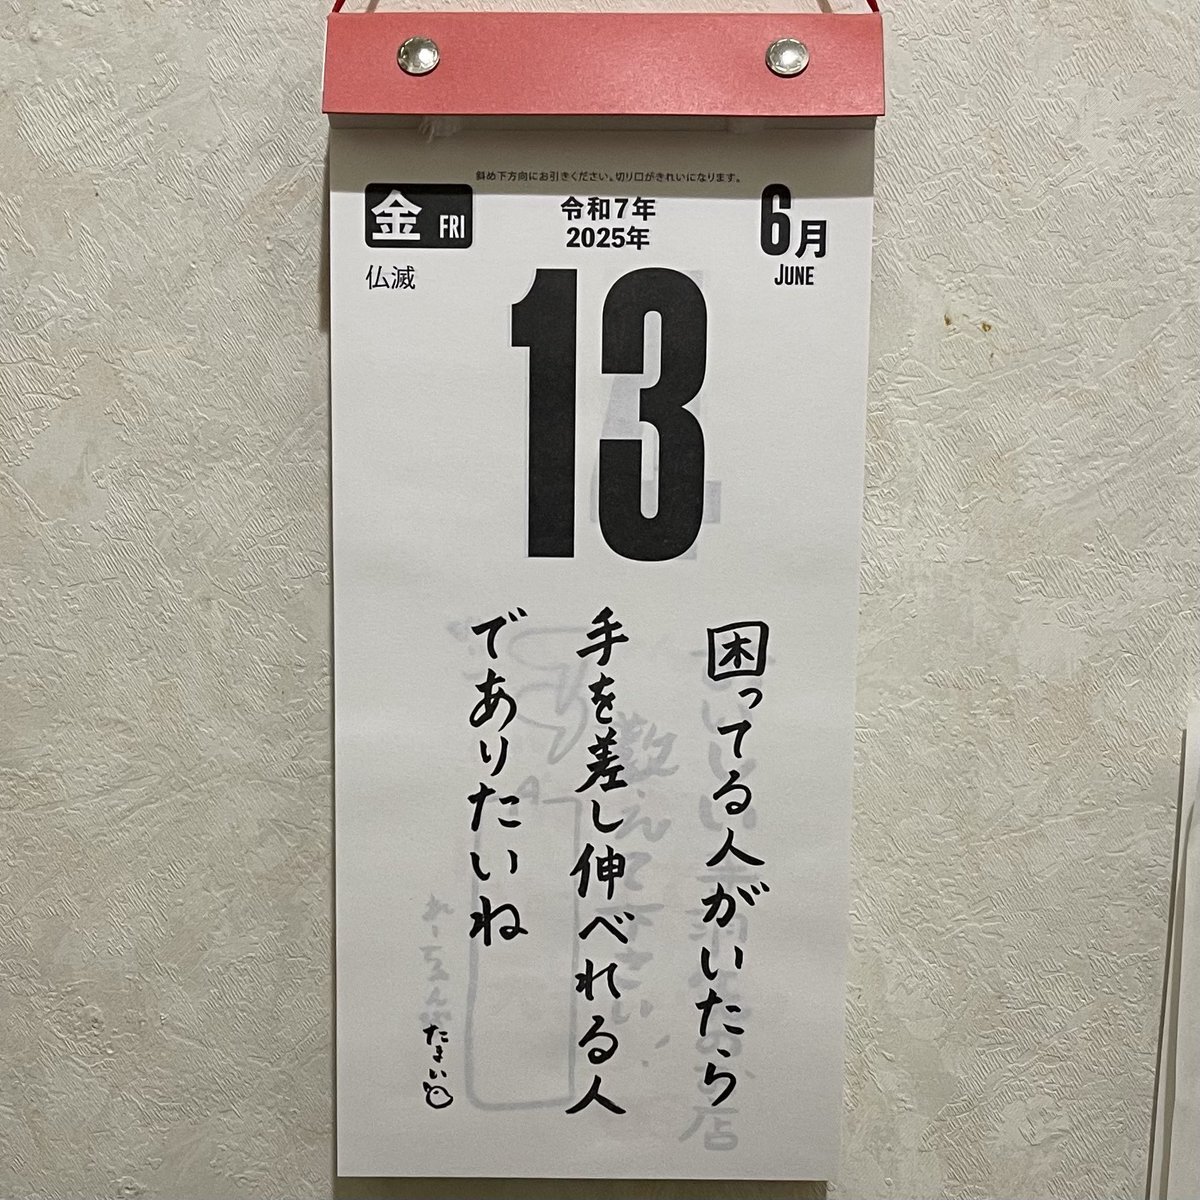 斜め下方向にお引きください。切り口がきれいになります。
金 FRI
仏滅
令和7年
2025年
6月
JUNE
13
困ってる人がいたら
手を差し伸べれる人
でありたいね
たまい